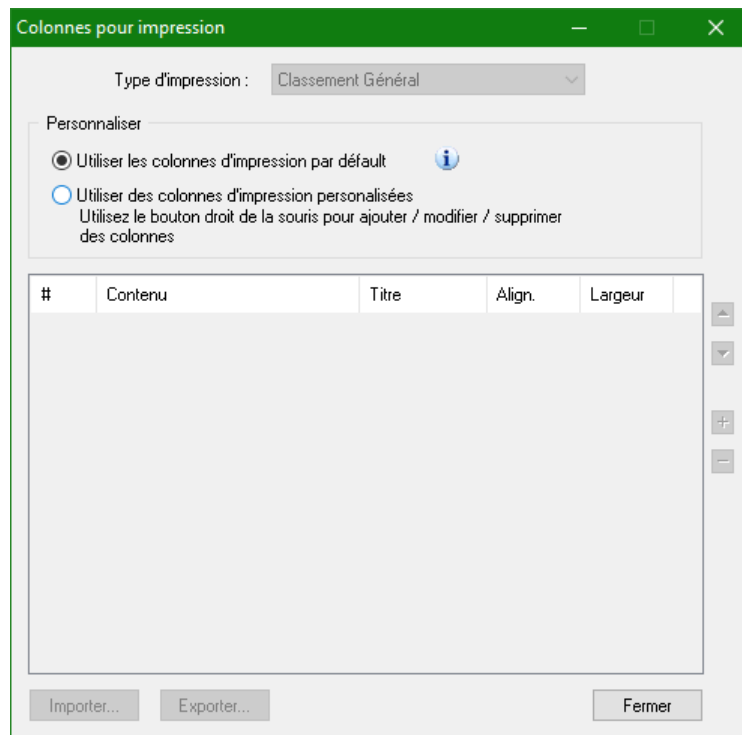 Colonnes pour impression
Type d'impression : Classement Général
Personnaliser
Utiliser les colonnes d'impression par défault
Utiliser des colonnes d'impression personalisées
Utilisez le bouton droit de la souris pour ajouter / modifier / supprimer
des colonnes
# Contenu Titre Align. Largeur
Importer... Exporter... Fermer